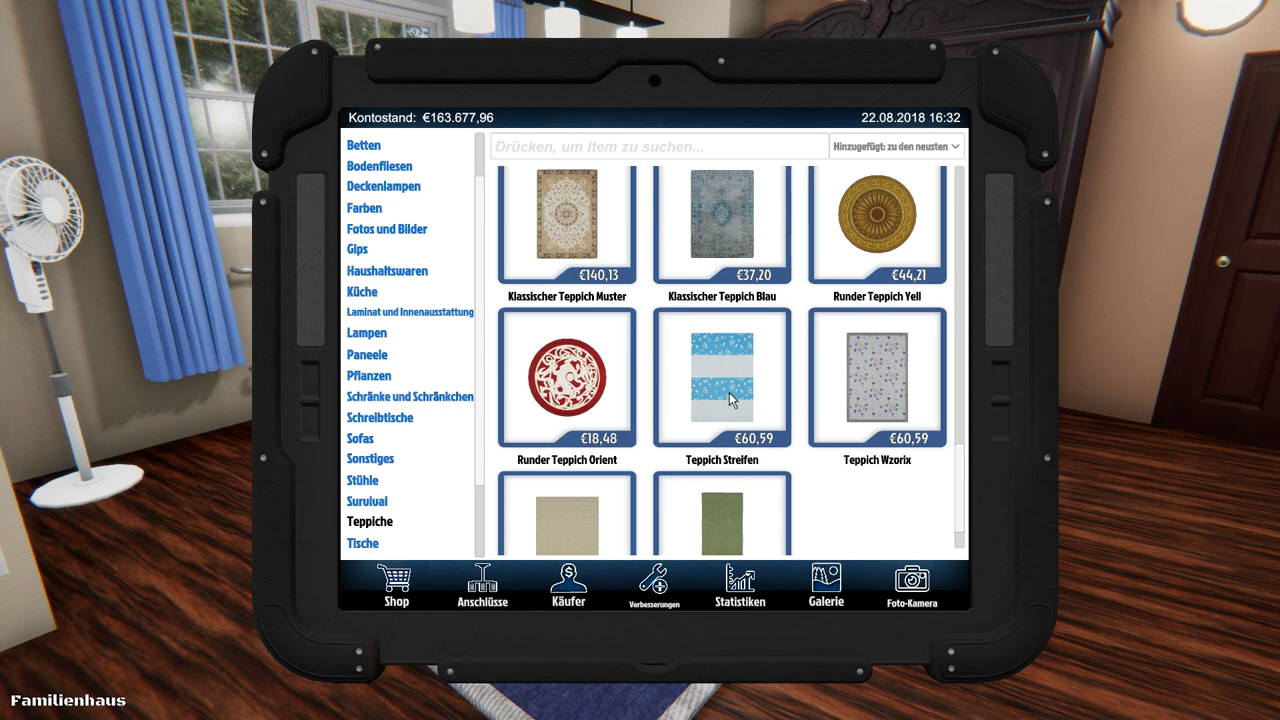 Kontostand: €163.677,96
22.08.2018 16:32
Betten
Bodenfliesen
Deckenlampen
Farben
Fotos und Bilder
Gips
Haushaltswaren
Küche
Laminat und Innenausstattung
Lampen
Paneele
Pflanzen
Schränke und Schränkchen
Schreibtische
Sofas
Sonstiges
Stühle
Survival
Teppiche
Tische
Drücken, um Item zu suchen...
Hinzugefügt: zu den neusten
€140,13
€37,20
€44,21
Klassischer Teppich Muster
Klassischer Teppich Blau
Runder Teppich Yell
€18,48
€60,59
€60,59
Runder Teppich Orient
Teppich Streifen
Teppich Wzorix
Shop
Anschlüsse
Käufer
Verbesserungen
Statistiken
Galerie
Foto-Kamera
Familienhaus